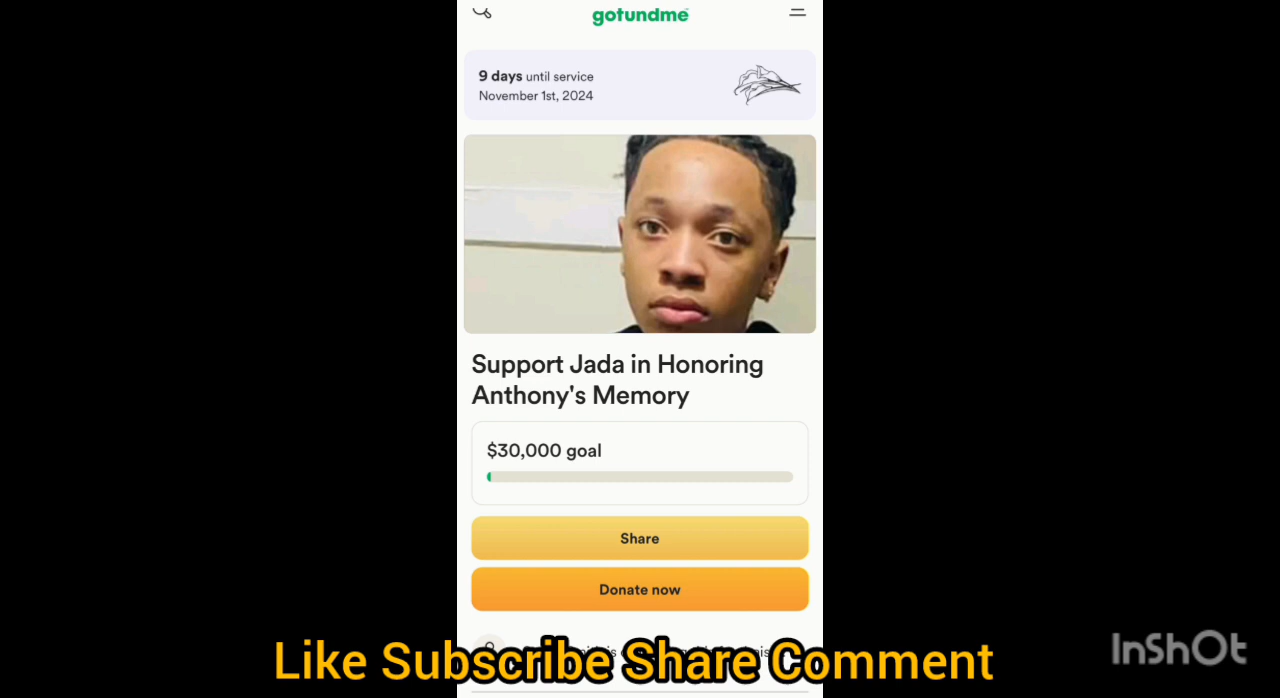 gofundme
9 days until service
November 1st, 2024
Support Jada in Honoring
Anthony's Memory
$30,000 goal
Share
Donate now
Like Subscribe Share Comment
InShOt